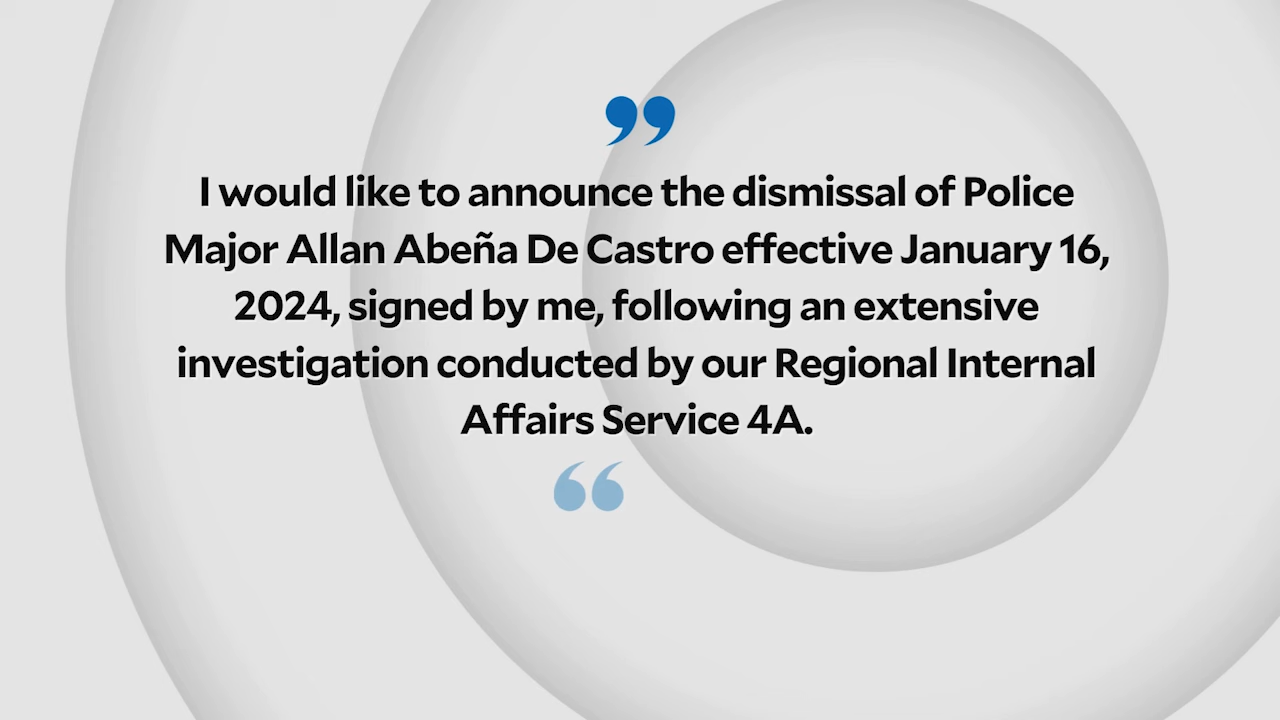 ”
I would like to announce the dismissal of Police
Major Allan Abeña De Castro effective January 16,
2024, signed by me, following an extensive
investigation conducted by our Regional Internal
Affairs Service 4A.
“